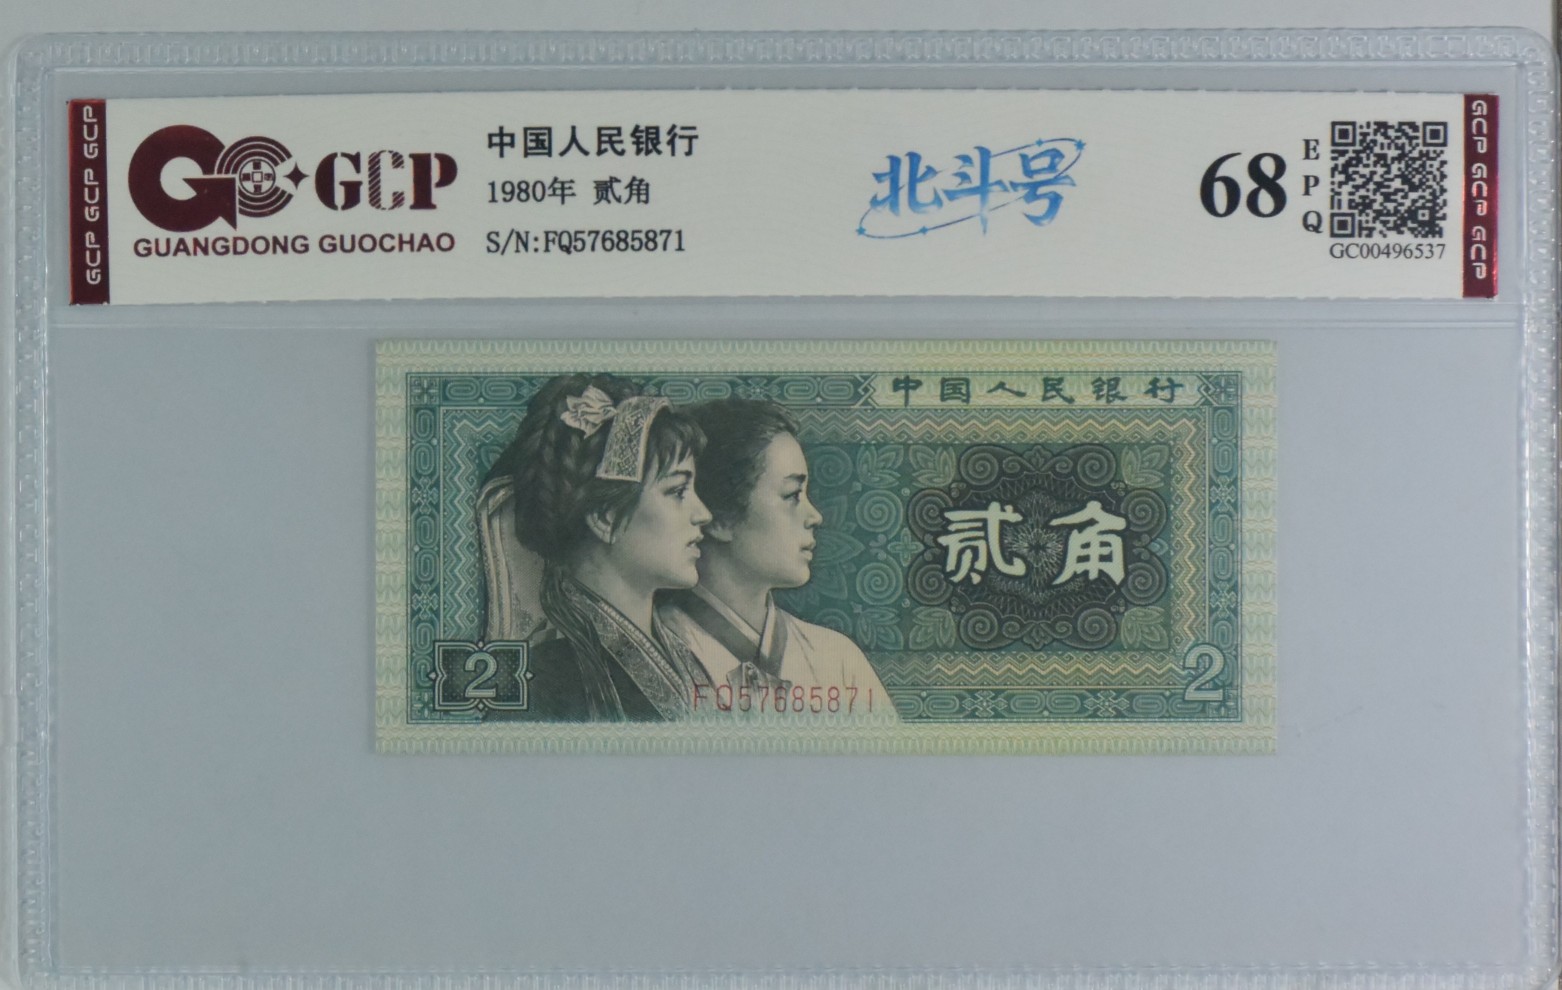 GCP GCP GCP
GCP
GUANGDONG GUOCHAO
中国人民银行
1980年 贰角
S/N:FQ57685871
北斗号
68
EPQ
GC00496537
GCP GCP GCP
中国人民银行
贰角
2
2
FQ57685871